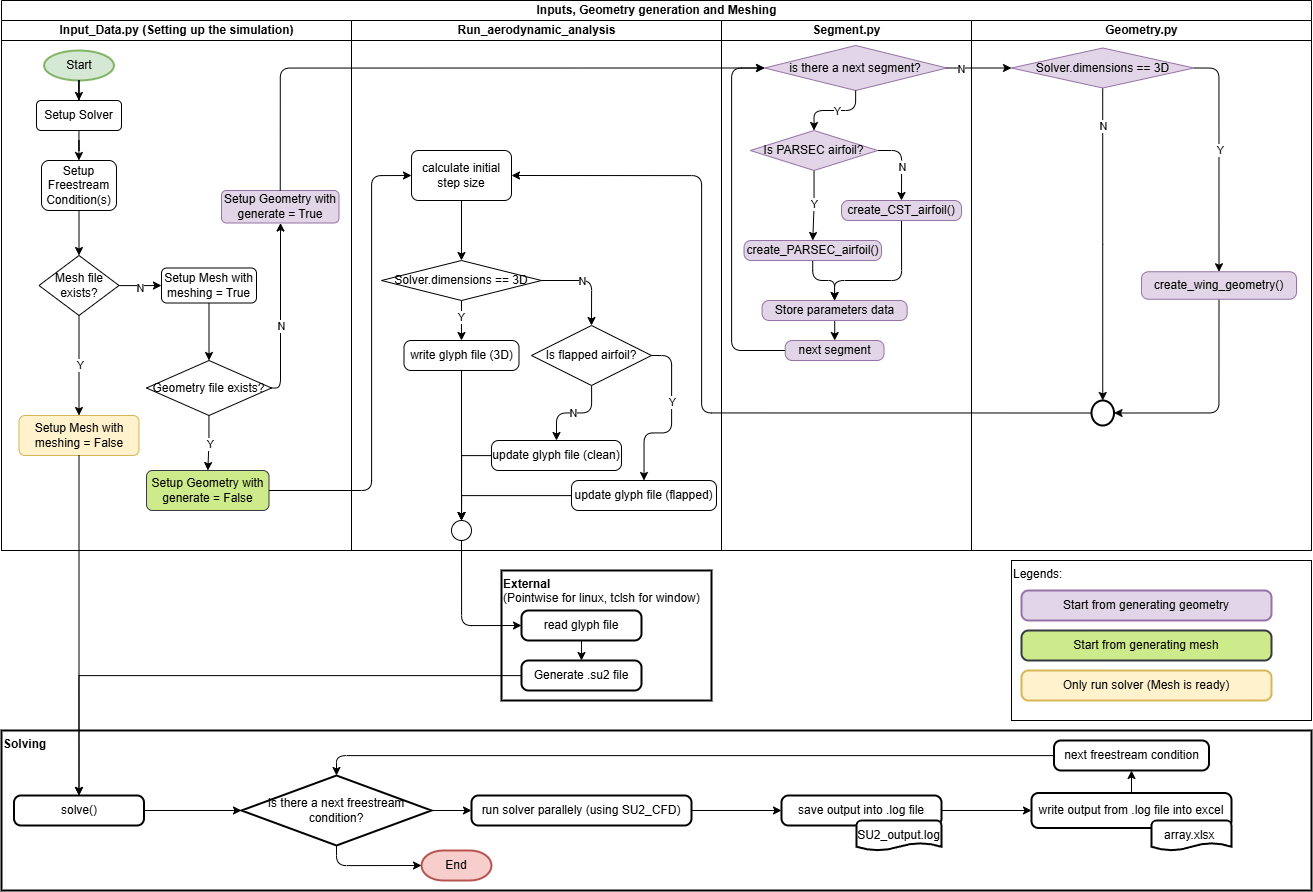 Inputs, Geometry generation and Meshing
Input_Data.py (Setting up the simulation)
Run_aerodynamic_analysis
Segment.py
Geometry.py
Start
Setup Solver
Setup
Freestream
Condition(s)
Mesh file
exists?
N
Y
Setup Mesh with
meshing = True
Geometry file exists?
N
Y
Setup Geometry with
generate = True
Setup Mesh with
meshing = False
Setup Geometry with
generate = False
calculate initial
step size
Solver.dimensions == 3D
N
Y
write glyph file (3D)
Is flapped airfoil?
N
Y
update glyph file (clean)
update glyph file (flapped)
is there a next segment?
N
Y
Is PARSEC airfoil?
N
Y
create_CST_airfoil()
create_PARSEC_airfoil()
Store parameters data
next segment
Solver.dimensions == 3D
N
Y
create_wing_geometry()
External
(Pointwise for linux, tclsh for window)
read glyph file
Generate .su2 file
Legends:
Start from generating geometry
Start from generating mesh
Only run solver (Mesh is ready)
Solving
next freestream condition
solve()
Is there a next freestream
condition?
run solver parallely (using SU2_CFD)
save output into .log file
SU2_output.log
write output from .log file into excel
array.xlsx
End